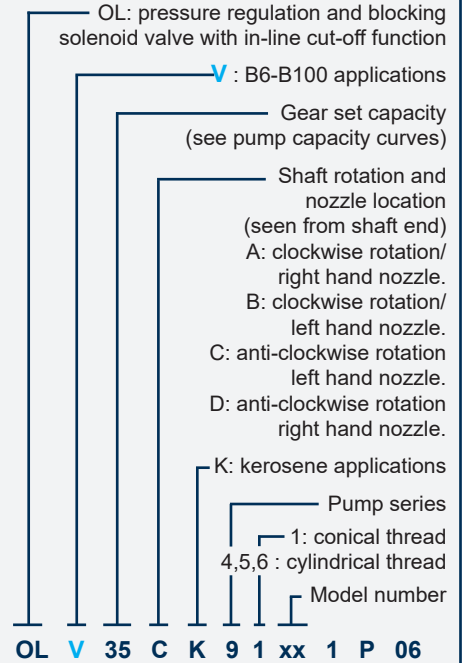 OL: pressure regulation and blocking
solenoid valve with in-line cut-off function
V : B6-B100 applications
Gear set capacity
(see pump capacity curves)
Shaft rotation and
nozzle location
(seen from shaft end)
A: clockwise rotation/
right hand nozzle.
B: clockwise rotation/
left hand nozzle.
C: anti-clockwise rotation
left hand nozzle.
D: anti-clockwise rotation
right hand nozzle.
K: kerosene applications
Pump series
1: conical thread
4,5,6 : cylindrical thread
Model number
OL V 35 C K 9 1 xx 1 P 06